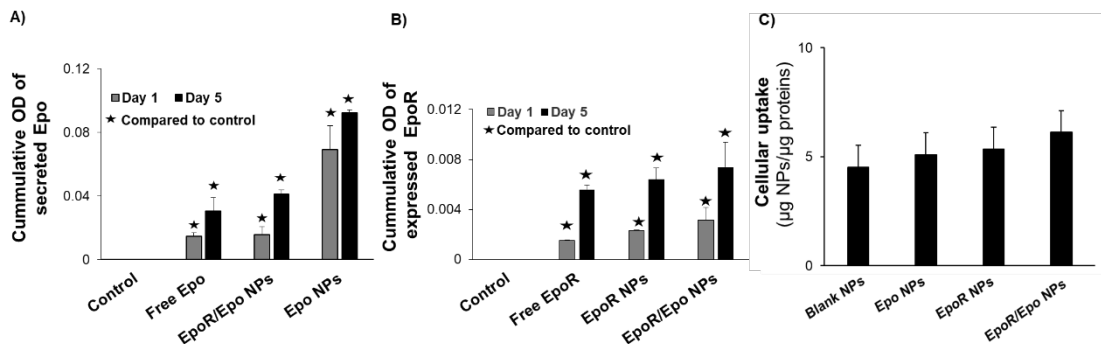 A)
Cummulative OD of
secreted Epo
0.12
0.08
0.04
0
Day 1 Day 5
★ Compared to control
Control
Free Epo
EpoR/Epo NPs
Epo NPs
B)
Cummulative OD of
expressed EpoR
0.012
0.008
0.004
0.000
Day 1 Day 5
★ Compared to control
Control
Free EpoR
EpoR NPs
EpoR/Epo NPs
C)
Cellular uptake
(µg NPs/µg proteins)
10
5
0
Blank NPs
Epo NPs
EpoR NPs
EpoR/Epo NPs